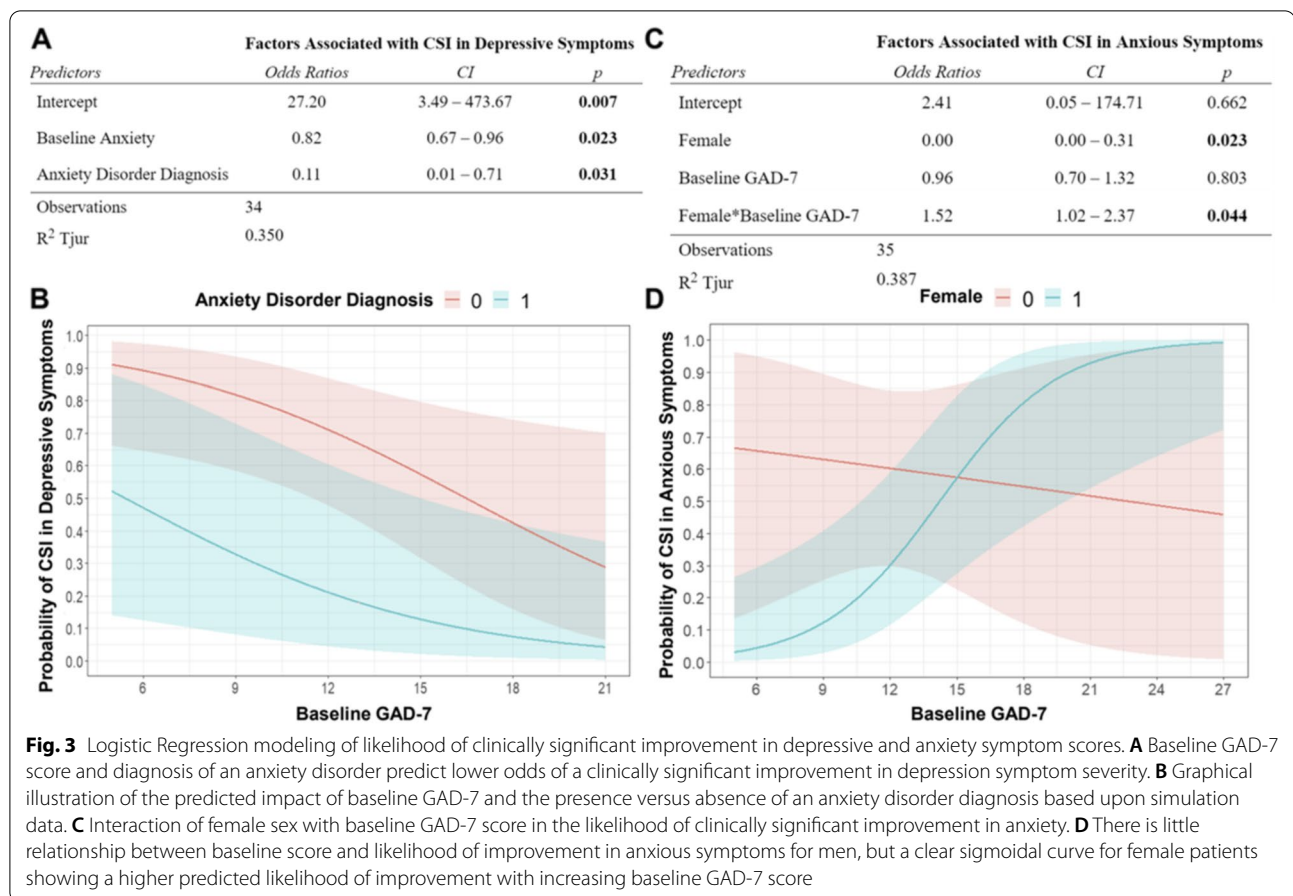 A
Factors Associated with CSI in Depressive Symptoms
Predictors Odds Ratios CI p
Intercept 27.20 3.49 – 473.67 0.007
Baseline Anxiety 0.82 0.67 – 0.96 0.023
Anxiety Disorder Diagnosis 0.11 0.01 – 0.71 0.031
Observations 34
R² Tjur 0.350
C
Factors Associated with CSI in Anxious Symptoms
Predictors Odds Ratios CI p
Intercept 2.41 0.05 – 174.71 0.662
Female 0.00 0.00 – 0.31 0.023
Baseline GAD-7 0.96 0.70 – 1.32 0.803
Female*Baseline GAD-7 1.52 1.02 – 2.37 0.044
Observations 35
R² Tjur 0.387
B
Anxiety Disorder Diagnosis 0 1
Probability of CSI in Depressive Symptoms
1.0
0.9
0.8
0.7
0.6
0.5
0.4
0.3
0.2
0.1
0.0
6 9 12 15 18 21
Baseline GAD-7
D
Female 0 1
Probability of CSI in Anxious Symptoms
1.0
0.9
0.8
0.7
0.6
0.5
0.4
0.3
0.2
0.1
0.0
6 9 12 15 18 21 24 27
Baseline GAD-7
Fig. 3 Logistic Regression modeling of likelihood of clinically significant improvement in depressive and anxiety symptom scores. A Baseline GAD-7
score and diagnosis of an anxiety disorder predict lower odds of a clinically significant improvement in depression symptom severity. B Graphical
illustration of the predicted impact of baseline GAD-7 and the presence versus absence of an anxiety disorder diagnosis based upon simulation
data. C Interaction of female sex with baseline GAD-7 score in the likelihood of clinically significant improvement in anxiety. D There is little
relationship between baseline score and likelihood of improvement in anxious symptoms for men, but a clear sigmoidal curve for female patients
showing a higher predicted likelihood of improvement with increasing baseline GAD-7 score